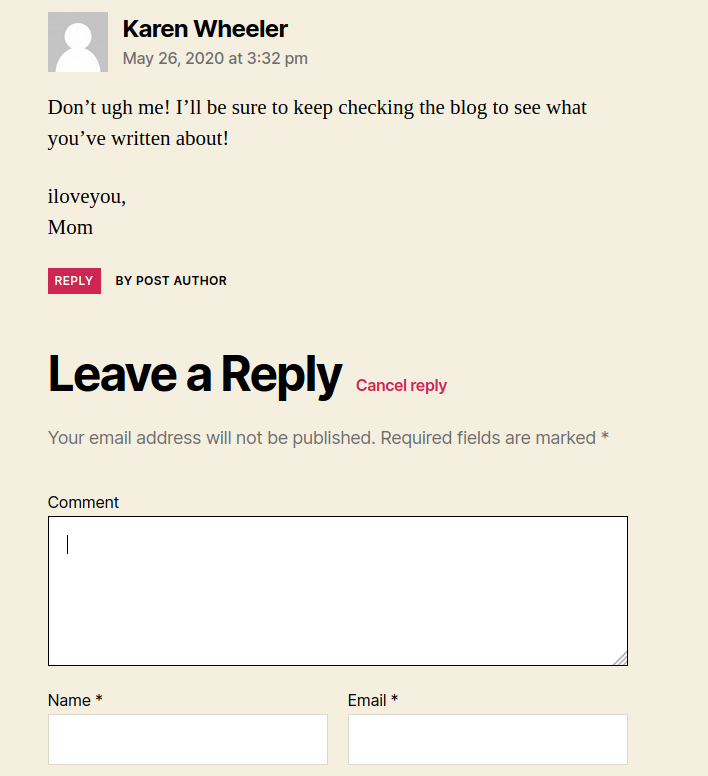 Karen Wheeler
May 26, 2020 at 3:32 pm
Don’t ugh me! I’ll be sure to keep checking the blog to see what
you’ve written about!
iloveyou,
Mom
REPLY BY POST AUTHOR
Leave a Reply Cancel reply
Your email address will not be published. Required fields are marked *
Comment
Name * Email *